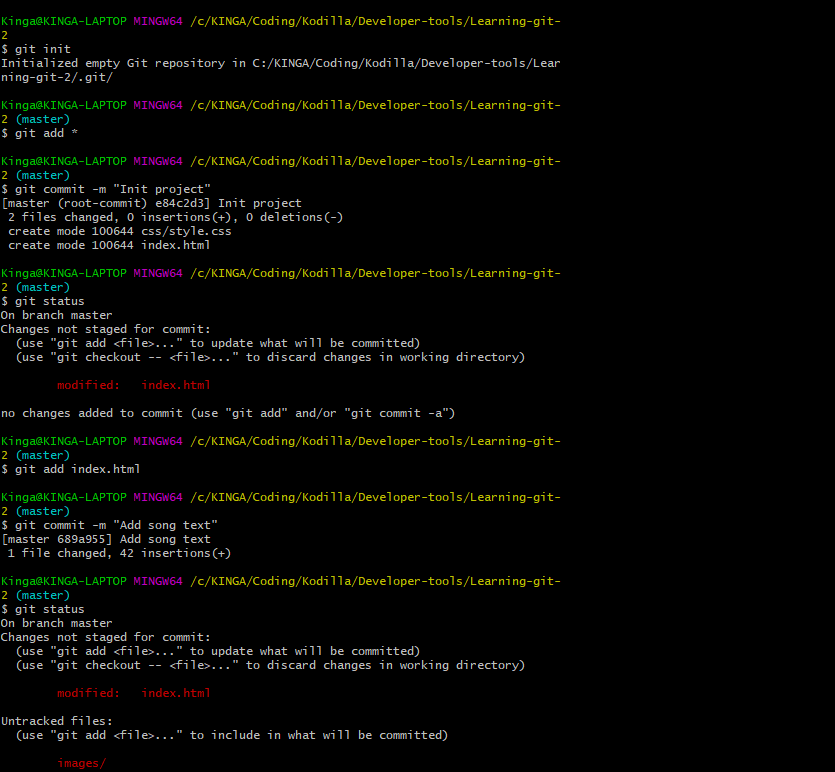 Kinga@KINGA-LAPTOP MINGW64 /c/KINGA/Coding/Kodilla/Developer-tools/Learning-git-
2
$ git init
Initialized empty Git repository in C:/KINGA/Coding/Kodilla/Developer-tools/Lear
ning-git-2/.git/
Kinga@KINGA-LAPTOP MINGW64 /c/KINGA/Coding/Kodilla/Developer-tools/Learning-git-
2 (master)
$ git add *
Kinga@KINGA-LAPTOP MINGW64 /c/KINGA/Coding/Kodilla/Developer-tools/Learning-git-
2 (master)
$ git commit -m "Init project"
[master (root-commit) e84c2d3] Init project
 2 files changed, 0 insertions(+), 0 deletions(-)
 create mode 100644 css/style.css
 create mode 100644 index.html
Kinga@KINGA-LAPTOP MINGW64 /c/KINGA/Coding/Kodilla/Developer-tools/Learning-git-
2 (master)
$ git status
On branch master
Changes not staged for commit:
  (use "git add <file>..." to update what will be committed)
  (use "git checkout -- <file>..." to discard changes in working directory)
        modified:   index.html
no changes added to commit (use "git add" and/or "git commit -a")
Kinga@KINGA-LAPTOP MINGW64 /c/KINGA/Coding/Kodilla/Developer-tools/Learning-git-
2 (master)
$ git add index.html
Kinga@KINGA-LAPTOP MINGW64 /c/KINGA/Coding/Kodilla/Developer-tools/Learning-git-
2 (master)
$ git commit -m "Add song text"
[master 689a955] Add song text
 1 file changed, 42 insertions(+)
Kinga@KINGA-LAPTOP MINGW64 /c/KINGA/Coding/Kodilla/Developer-tools/Learning-git-
2 (master)
$ git status
On branch master
Changes not staged for commit:
  (use "git add <file>..." to update what will be committed)
  (use "git checkout -- <file>..." to discard changes in working directory)
        modified:   index.html
Untracked files:
  (use "git add <file>..." to include in what will be committed)
        images/